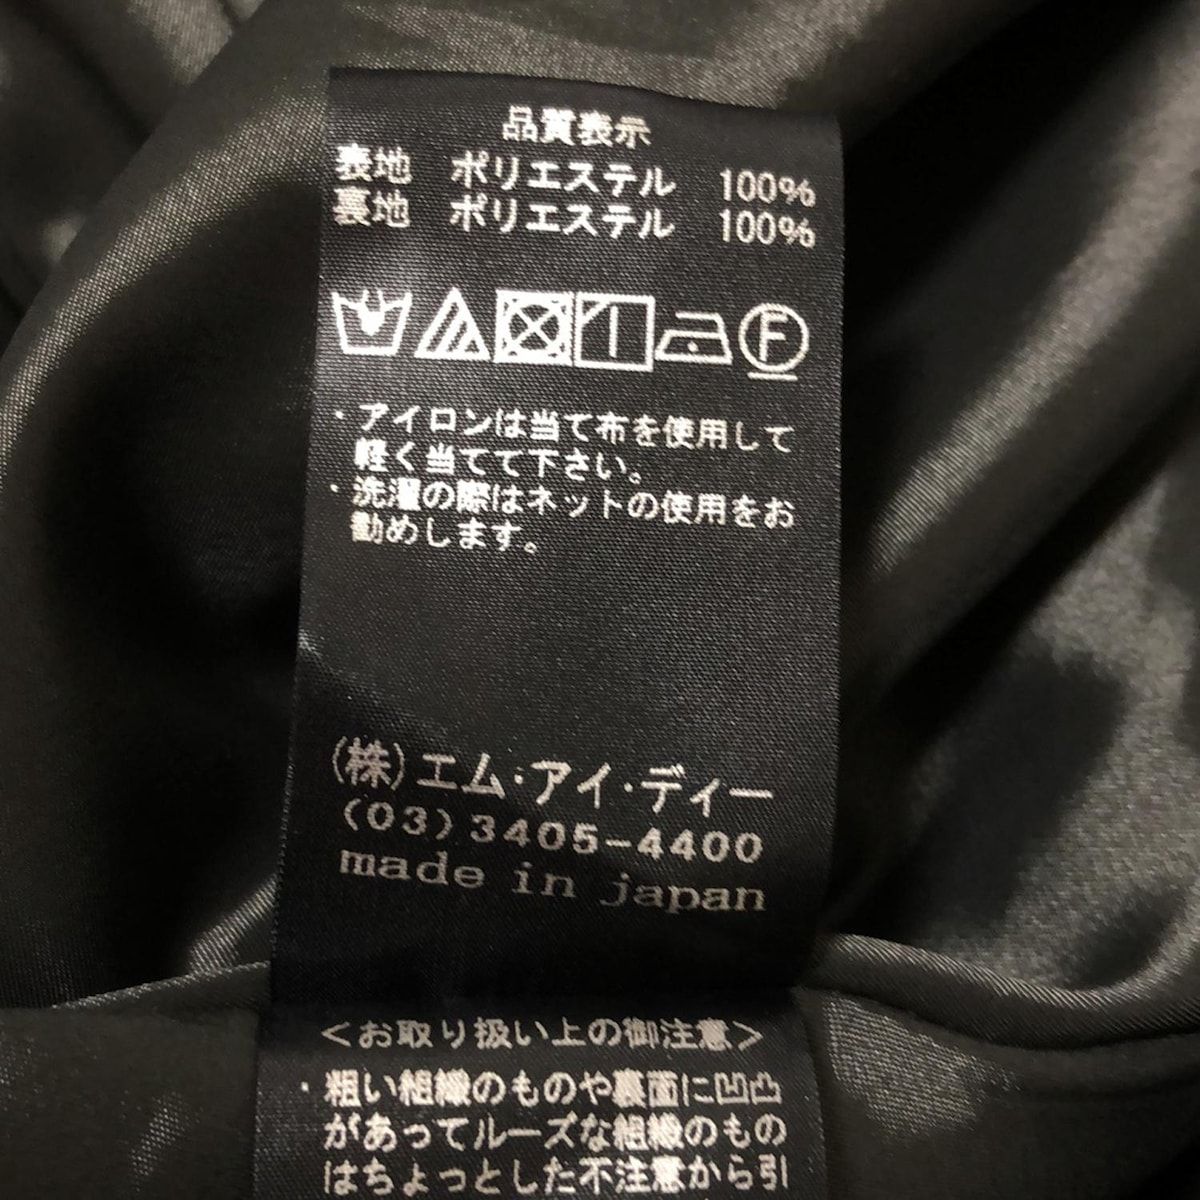 品質表示
表地 ポリエステル 100%
裏地 ポリエステル 100%
F
・アイロンは当て布を使用して
軽く当てて下さい。
・洗濯の際はネットの使用をお
勧めします。
(株)エム・アイ・ディー
(03)3405-4400
made in japan
<お取り扱い上の御注意>
・粗い組織のものや裏面に凹凸
があってルーズな組織のもの
はちょっとした不注意から引